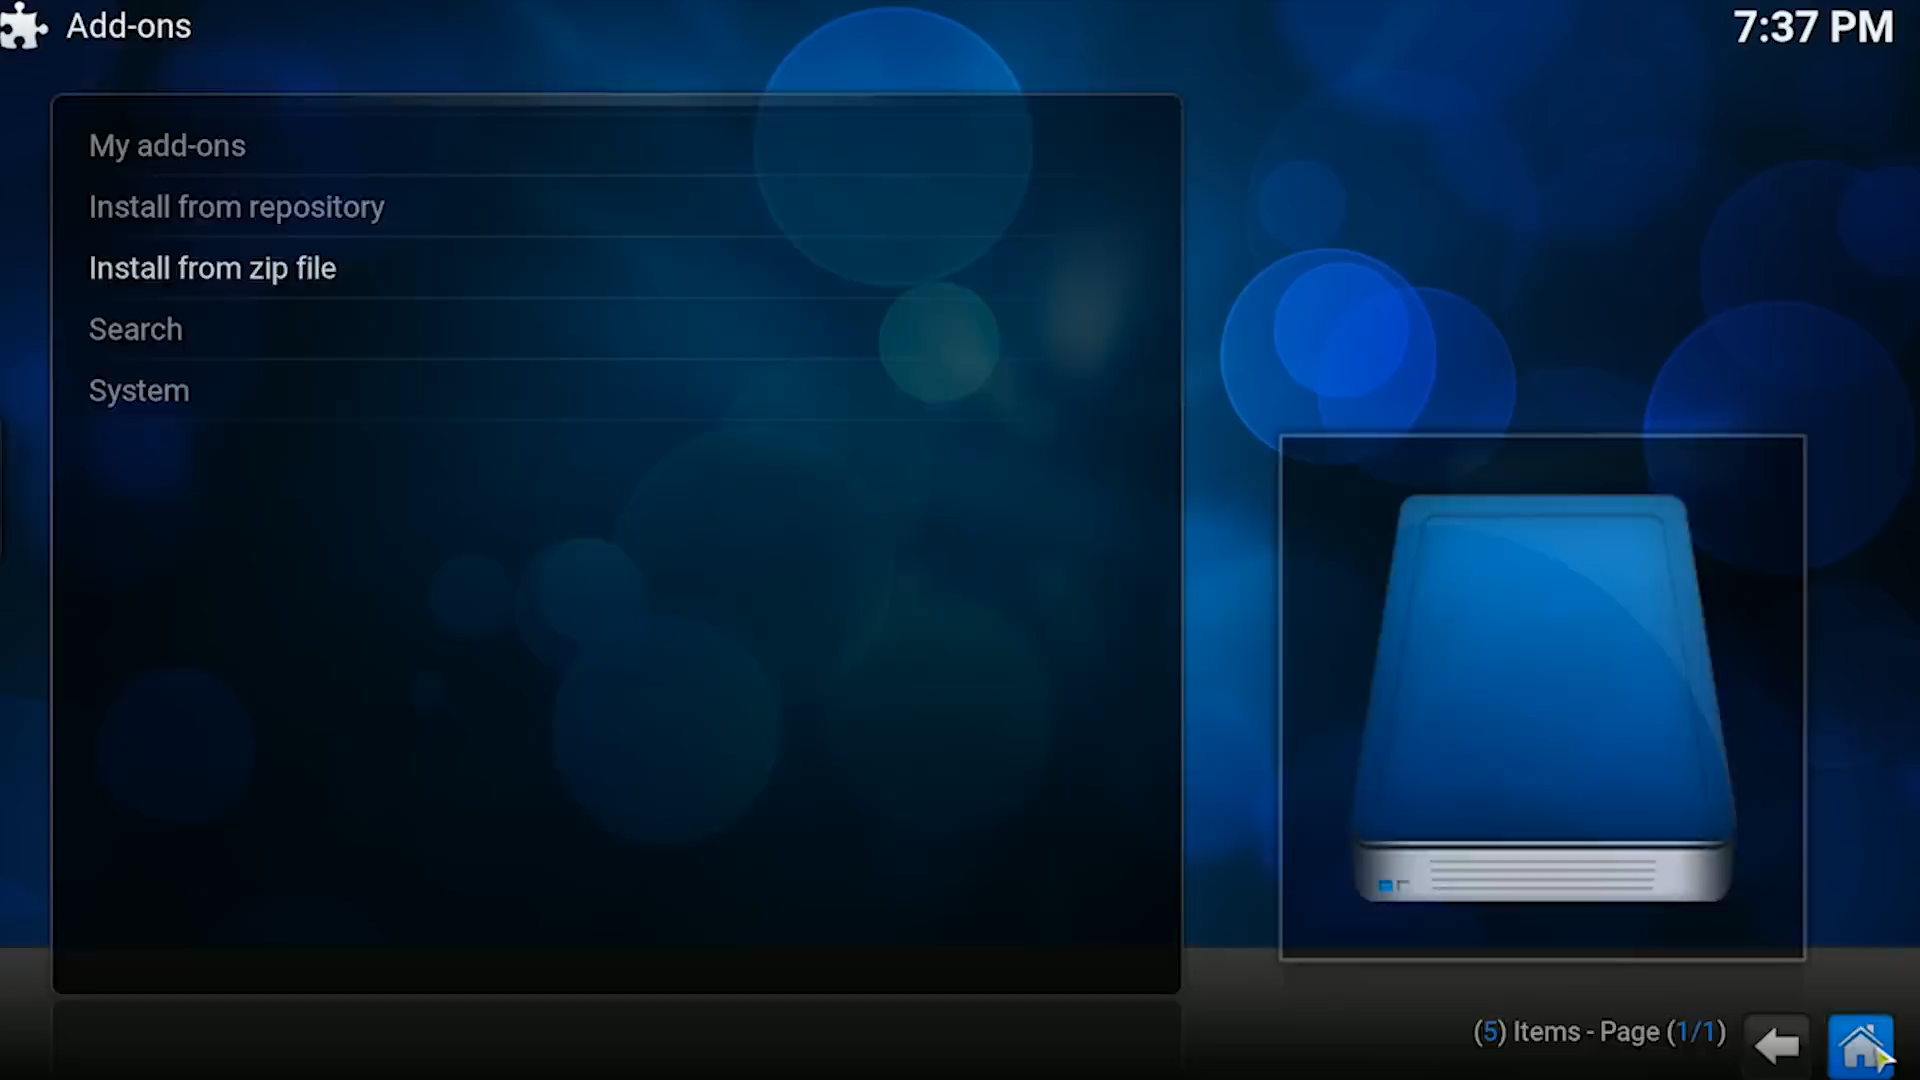 Add-ons
7:37 PM
My add-ons
Install from repository
Install from zip file
Search
System
(5) Items - Page (1/1)